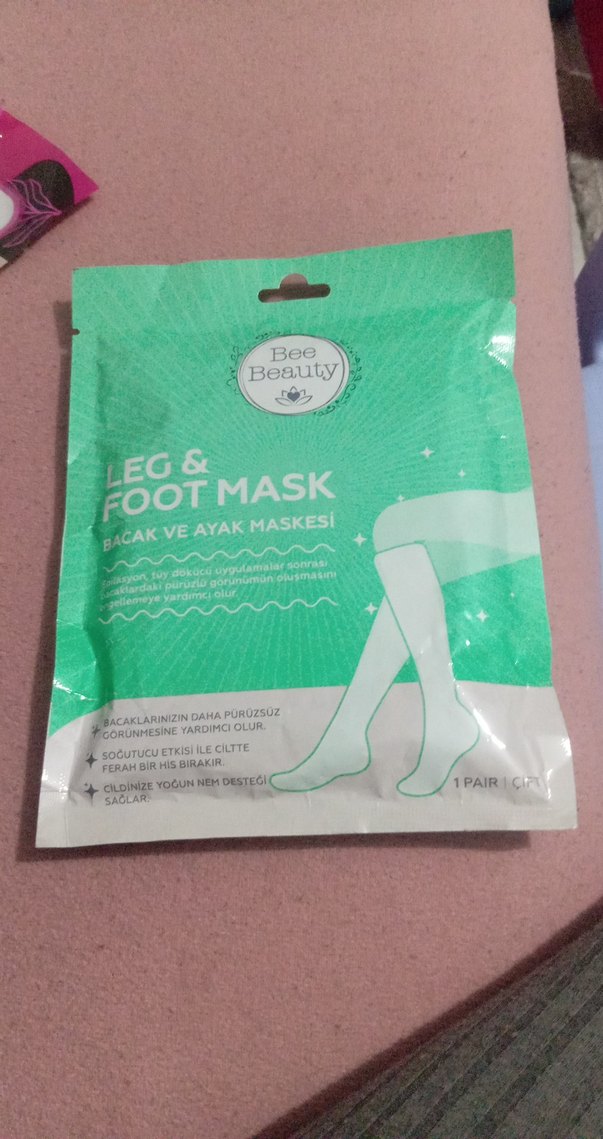 Bee
Beauty
LEG &
FOOT MASK
BACAK VE AYAK MASKESİ
Epilasyon, tüy dökücü uygulamalar sonrası
bacaklardaki pürüzlü görünümün oluşmasını
engellemeye yardımcı olur.
BACAKLARINIZIN DAHA PÜRÜZSÜZ
GÖRÜNMESİNE YARDIMCI OLUR.
SOĞUTUCU ETKİSİ İLE CİLTTE
FERAH BİR HİS BIRAKIR.
CİLDİNİZE YOĞUN NEM DESTEĞİ
SAĞLAR.
1 PAIR | ÇİFT